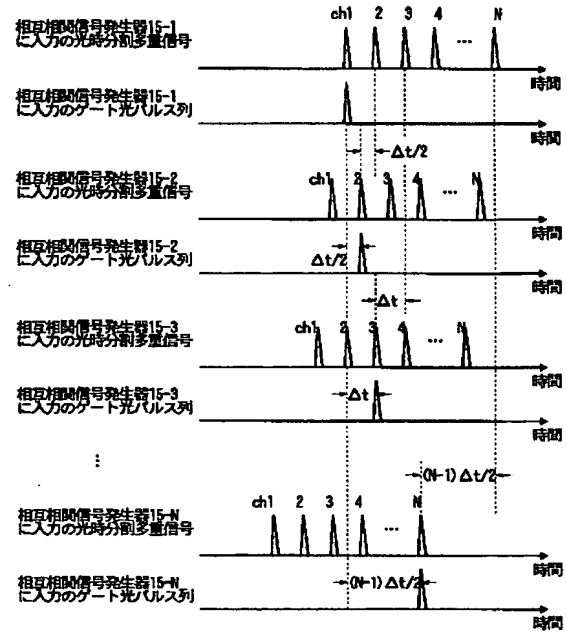 相互相関信号発生器15-1
に入力の光時分割多重信号
ch1 2 3 4 … N
時間
相互相関信号発生器15-1
に入力のゲート光パルス列
時間
Δt/2
相互相関信号発生器15-2
に入力の光時分割多重信号
ch1 2 3 4 … N
時間
相互相関信号発生器15-2
に入力のゲート光パルス列
Δt/2
時間
Δt
相互相関信号発生器15-3
に入力の光時分割多重信号
ch1 2 3 4 … N
時間
相互相関信号発生器15-3
に入力のゲート光パルス列
Δt
時間
⋮
(N-1)Δt/2
相互相関信号発生器15-N
に入力の光時分割多重信号
ch1 2 3 4 … N
時間
相互相関信号発生器15-N
に入力のゲート光パルス列
(N-1)Δt/2
時間